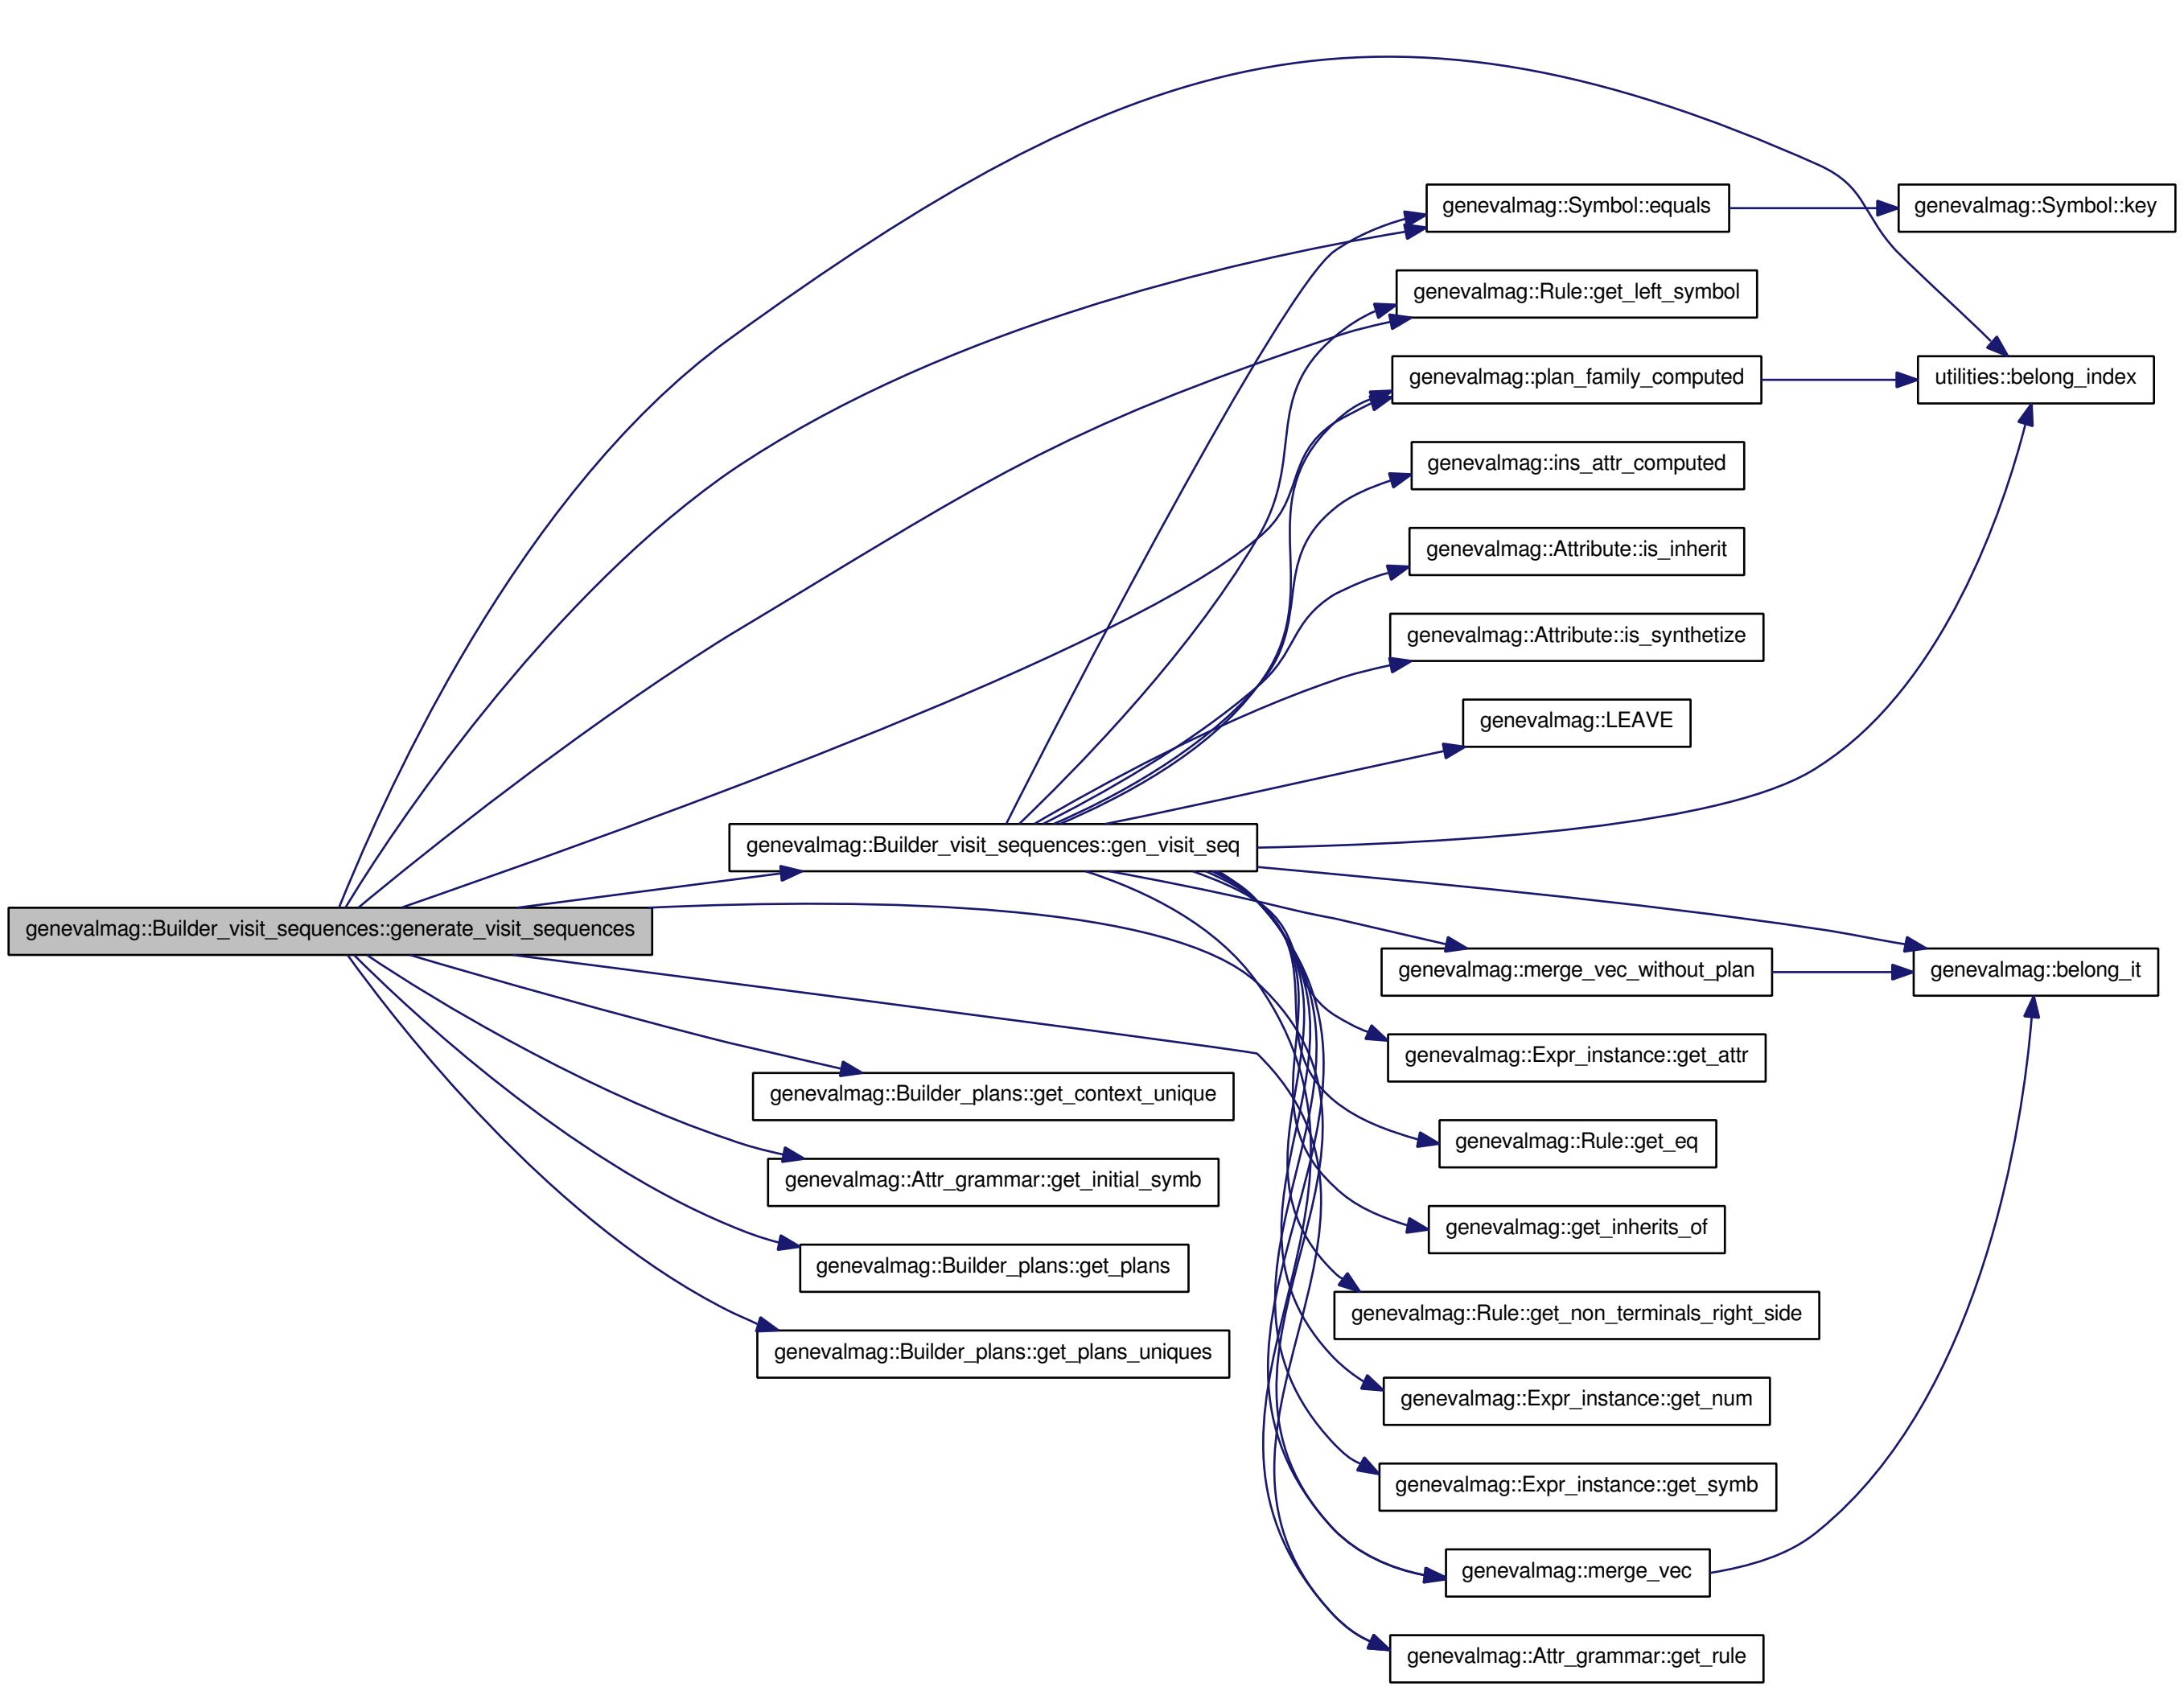 genevalmag::Builder_visit_sequences::generate_visit_sequences
genevalmag::Builder_visit_sequences::gen_visit_seq
genevalmag::Builder_plans::get_context_unique
genevalmag::Attr_grammar::get_initial_symb
genevalmag::Builder_plans::get_plans
genevalmag::Builder_plans::get_plans_uniques
genevalmag::Symbol::equals
genevalmag::Rule::get_left_symbol
genevalmag::plan_family_computed
genevalmag::ins_attr_computed
genevalmag::Attribute::is_inherit
genevalmag::Attribute::is_synthetize
genevalmag::LEAVE
genevalmag::merge_vec_without_plan
genevalmag::Expr_instance::get_attr
genevalmag::Rule::get_eq
genevalmag::get_inherits_of
genevalmag::Rule::get_non_terminals_right_side
genevalmag::Expr_instance::get_num
genevalmag::Expr_instance::get_symb
genevalmag::merge_vec
genevalmag::Attr_grammar::get_rule
genevalmag::Symbol::key
utilities::belong_index
genevalmag::belong_it